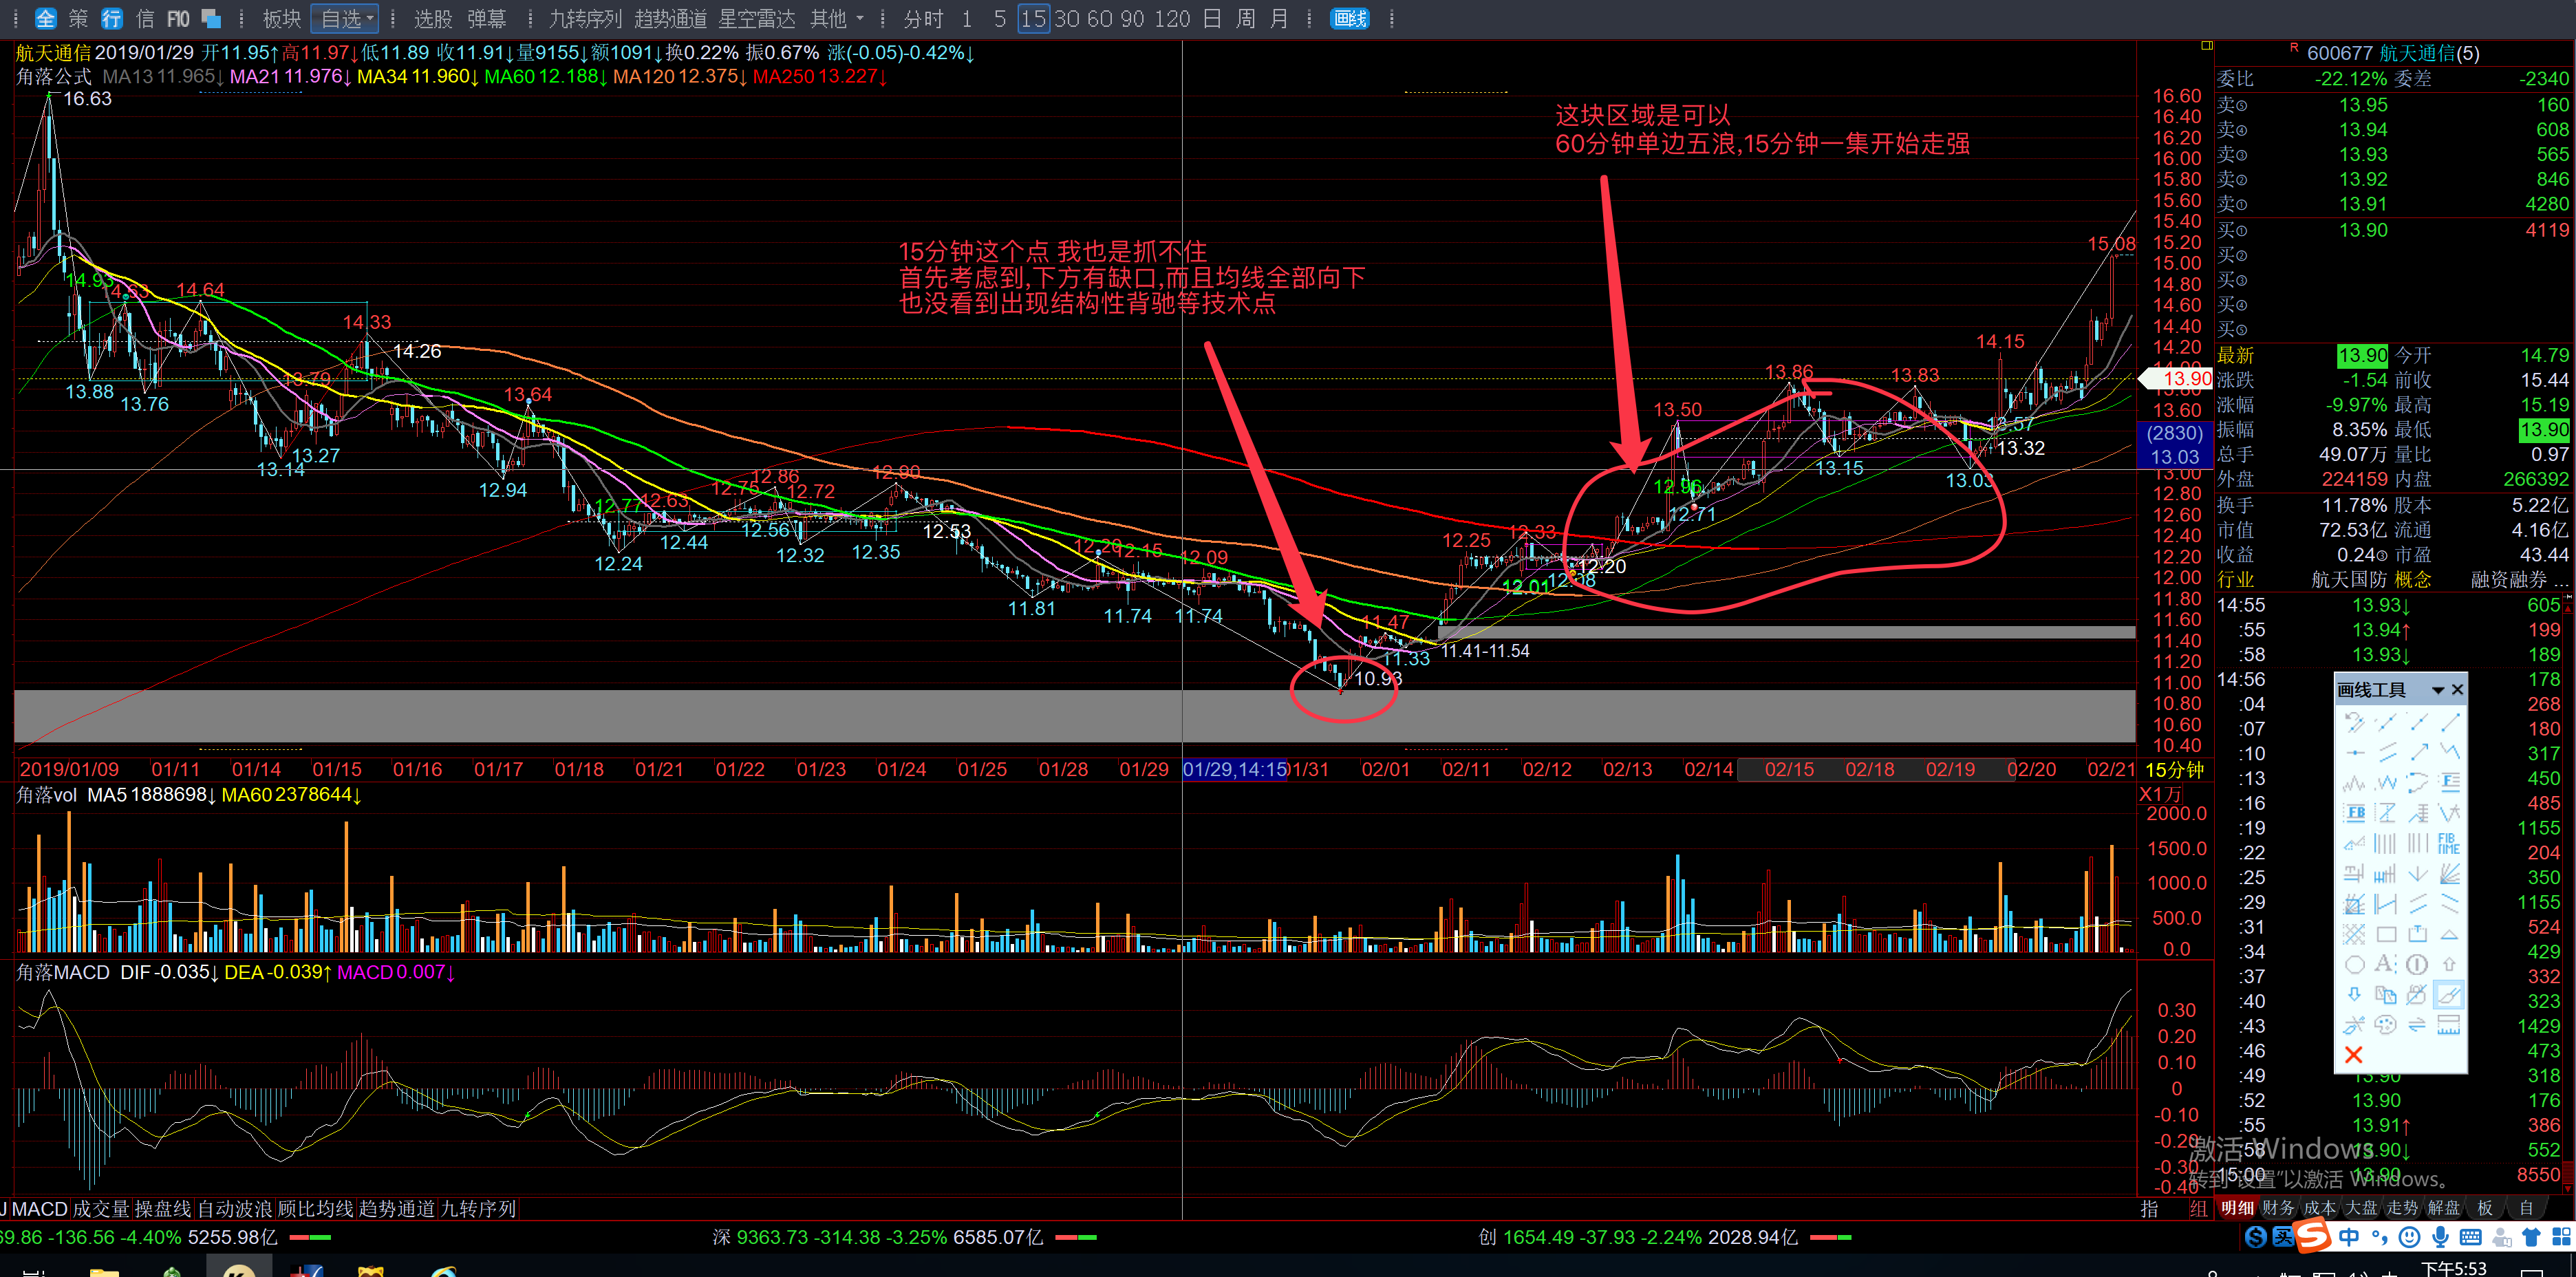 全 策 行 信 F10 板块 自选 选股 弹幕 九转序列 趋势通道 星空雷达 其他 分时 1 5 15 30 60 90 120 日 周 月 画线
航天通信 2019/01/29 开11.95↑高11.97↓低11.89 收11.91↓量9155↓额1091↓换0.22% 振0.67% 涨(-0.05)-0.42%↓
角落公式 MA13 11.965↓ MA21 11.976↓ MA34 11.960↓ MA60 12.188↓ MA120 12.375↓ MA250 13.227↓
16.63
这块区域是可以
60分钟单边五浪,15分钟一集开始走强
15分钟这个点 我也是抓不住
首先考虑到,下方有缺口,而且均线全部向下
也没看到出现结构性背驰等技术点
14.93 14.64 14.33 14.26
13.88 13.76 13.79 13.14 13.27
13.64 12.94
12.77 12.63 12.75 12.86 12.72 12.90
12.24 12.44 12.56 12.32 12.35 12.53
11.81 12.20 12.15 12.09 11.74 11.74
10.93 11.47 11.33 11.41-11.54
12.25 12.33 12.01 12.08 12.20
13.50 12.96 12.71 13.86 13.15 13.83 13.03 13.57 13.32 14.15 15.08
16.60
16.40
16.20
16.00
15.80
15.60
15.40
15.20
15.00
14.80
14.60
14.40
14.20
13.90
13.60
(2830)
13.03
13.00
12.80
12.60
12.40
12.20
12.00
11.80
11.60
11.40
11.20
11.00
10.80
10.60
10.40
2019/01/09 01/11 01/14 01/15 01/16 01/17 01/18 01/21 01/22 01/23 01/24 01/25 01/28 01/29 01/29,14:15 01/31 02/01 02/11 02/12 02/13 02/14 02/15 02/18 02/19 02/20 02/21 15分钟
角落vol MA5 1888698↓ MA60 2378644↓
X1万
2000.0
1500.0
1000.0
500.0
0.0
角落MACD DIF -0.035↓ DEA -0.039↑ MACD 0.007↓
0.30
0.20
0.10
0
-0.10
-0.20
-0.30
-0.40
MACD 成交量 操盘线 自动波浪 顾比均线 趋势通道 九转序列
指 组
R 600677 航天通信(5)
委比 -22.12% 委差 -2340
卖⑤ 13.95 160
卖④ 13.94 608
卖③ 13.93 565
卖② 13.92 846
卖① 13.91 4280
买① 13.90 4119
买②
买③
买④
买⑤
最新 13.90 今开 14.79
涨跌 -1.54 前收 15.44
涨幅 -9.97% 最高 15.19
振幅 8.35% 最低 13.90
总手 49.07万 量比 0.97
外盘 224159 内盘 266392
换手 11.78% 股本 5.22亿
市值 72.53亿 流通 4.16亿
收益 0.24③ 市盈 43.44
行业 航天国防 概念 融资融券 ...
14:55 13.93↓ 605
:55 13.94↑ 199
:58 13.93↓ 189
14:56 178
:04 268
:07 180
:10 317
:13 450
:16 485
:19 1155
:22 204
:25 350
:29 1155
:31 524
:34 429
:37 332
:40 323
:43 1429
:46 473
:49 13.90 318
:52 13.90 176
:55 13.91↑ 386
:58 13.90↓ 552
15:00 13.90 8550
画线工具
FB
FIB
TIME
激活 Windows
转到"设置"以激活 Windows。
明细 财务 成本 大盘 走势 解盘 板 自
69.86 -136.56 -4.40% 5255.98亿 深 9363.73 -314.38 -3.25% 6585.07亿 创 1654.49 -37.93 -2.24% 2028.94亿
中
下午5:53